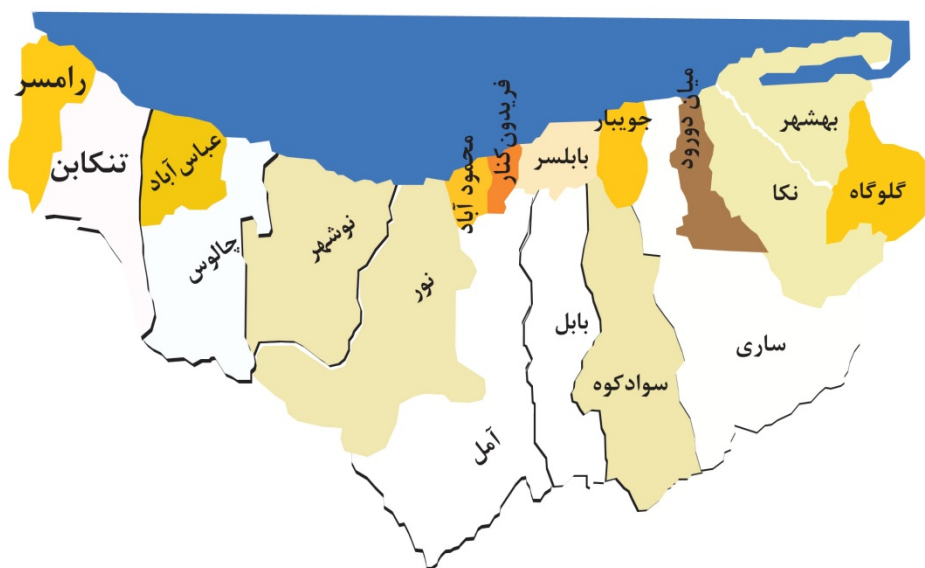 رامسر
تنکابن
عباس آباد
چالوس
نوشهر
نور
محمود آباد
فریدون کنار
آمل
بابلسر
بابل
جویبار
سوادکوه
میان دورود
ساری
نکا
بهشهر
گلوگاه